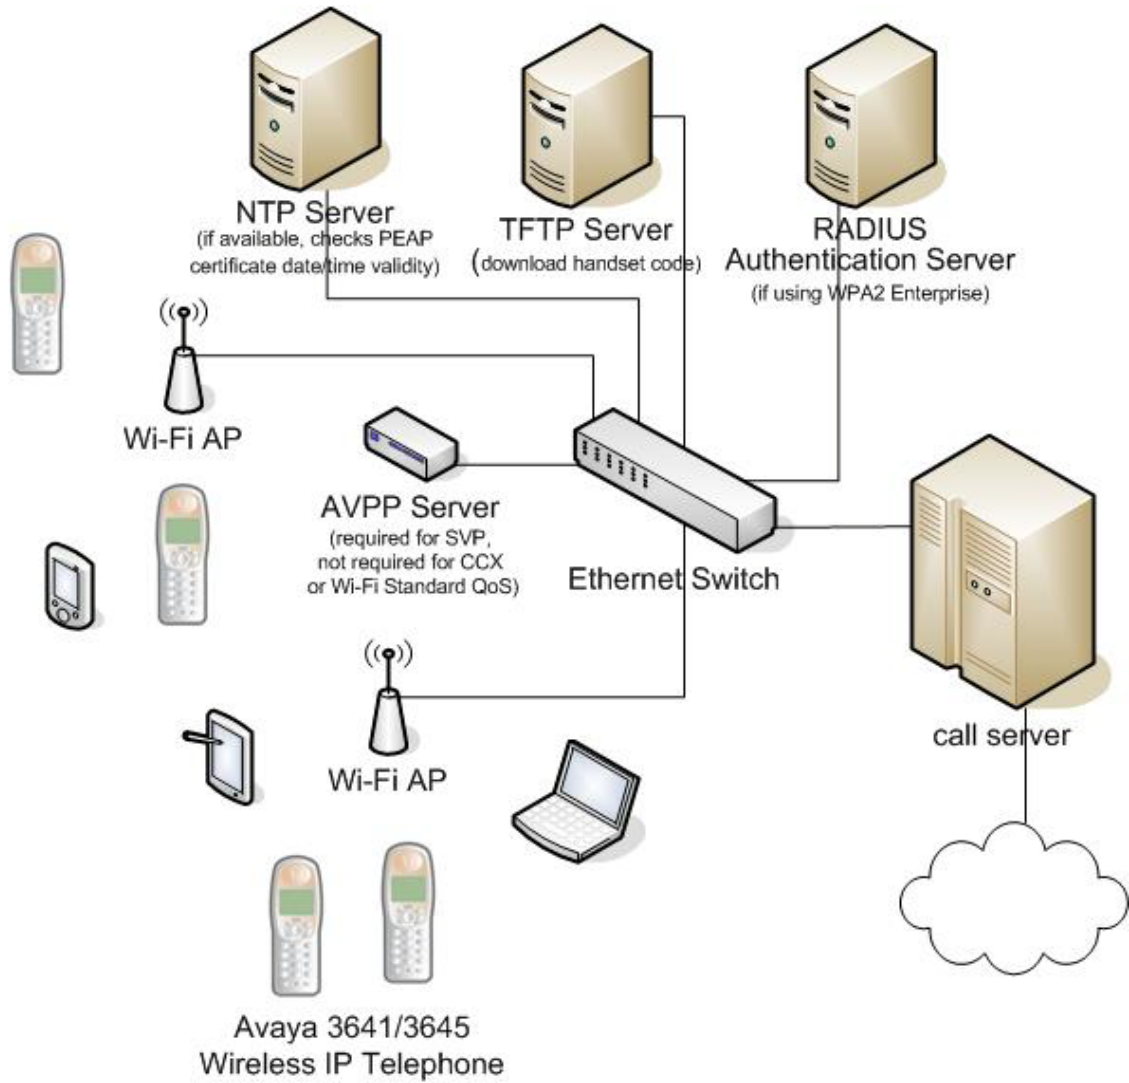 NTP Server
(if available, checks PEAP
certificate date/time validity)
TFTP Server
(download handset code)
RADIUS
Authentication Server
(if using WPA2 Enterprise)
Wi-Fi AP
AVPP Server
(required for SVP,
not required for CCX
or Wi-Fi Standard QoS)
Ethernet Switch
call server
Wi-Fi AP
Avaya 3641/3645
Wireless IP Telephone